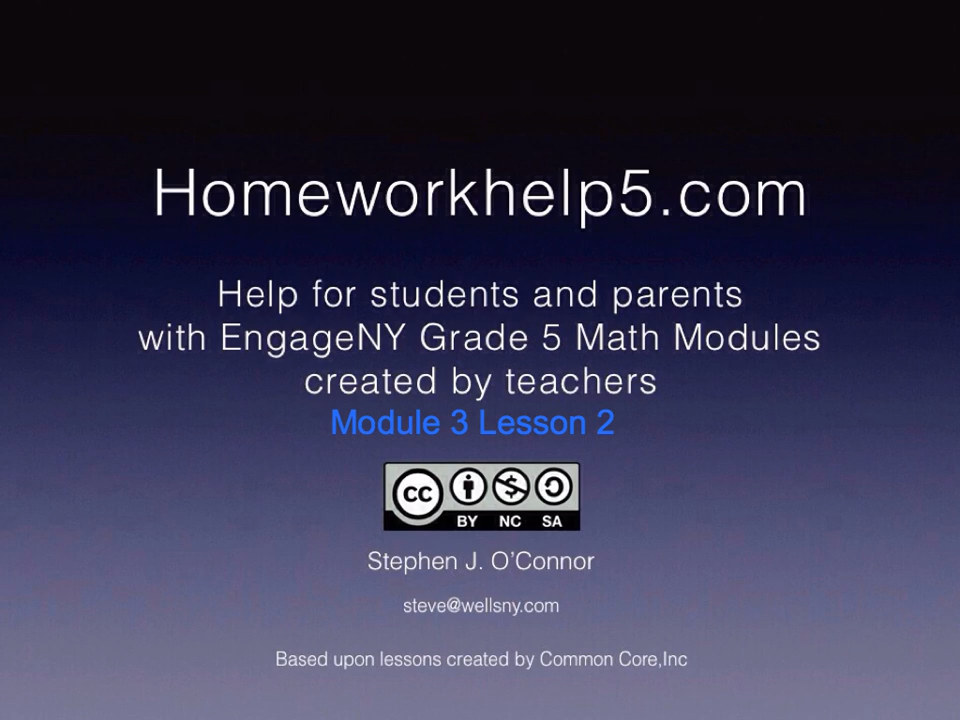 Homeworkhelp5.com
Help for students and parents
with EngageNY Grade 5 Math Modules
created by teachers
Module 3 Lesson 2
cc
BY NC SA
Stephen J. O’Connor
steve@wellsny.com
Based upon lessons created by Common Core,Inc